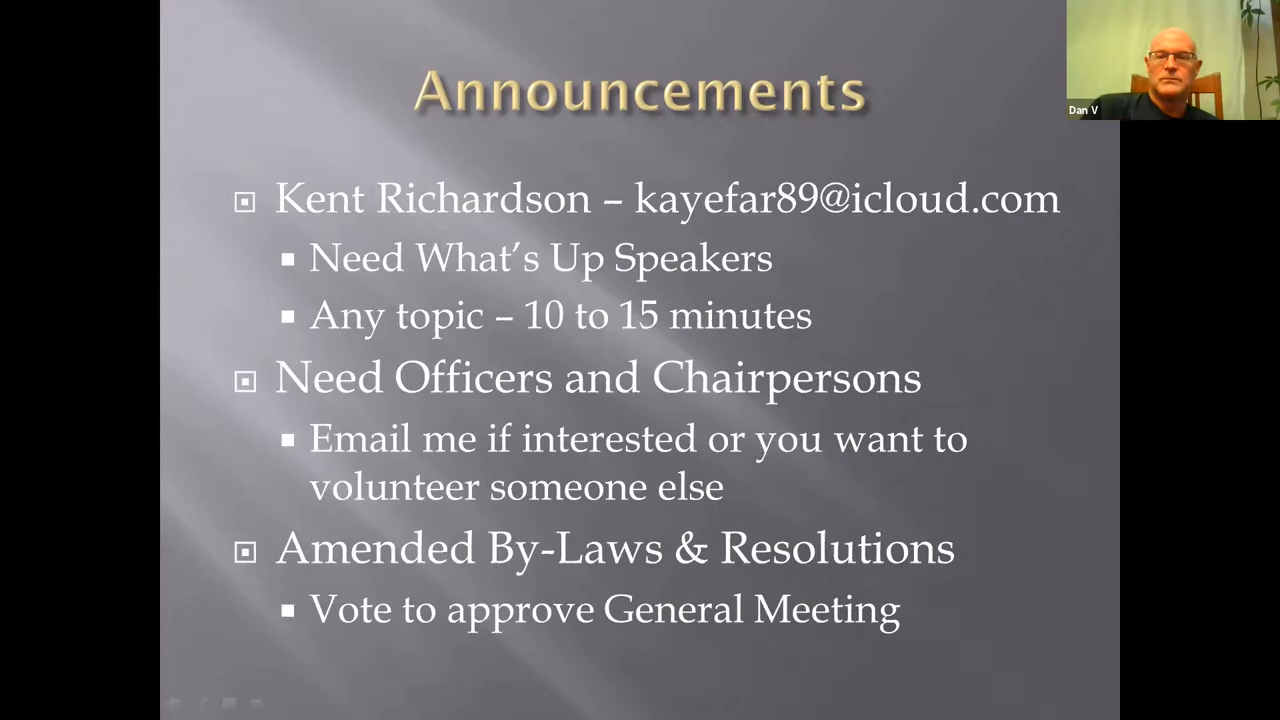 Announcements
Dan V
Kent Richardson – kayefar89@icloud.com
Need What’s Up Speakers
Any topic – 10 to 15 minutes
Need Officers and Chairpersons
Email me if interested or you want to
volunteer someone else
Amended By-Laws & Resolutions
Vote to approve General Meeting